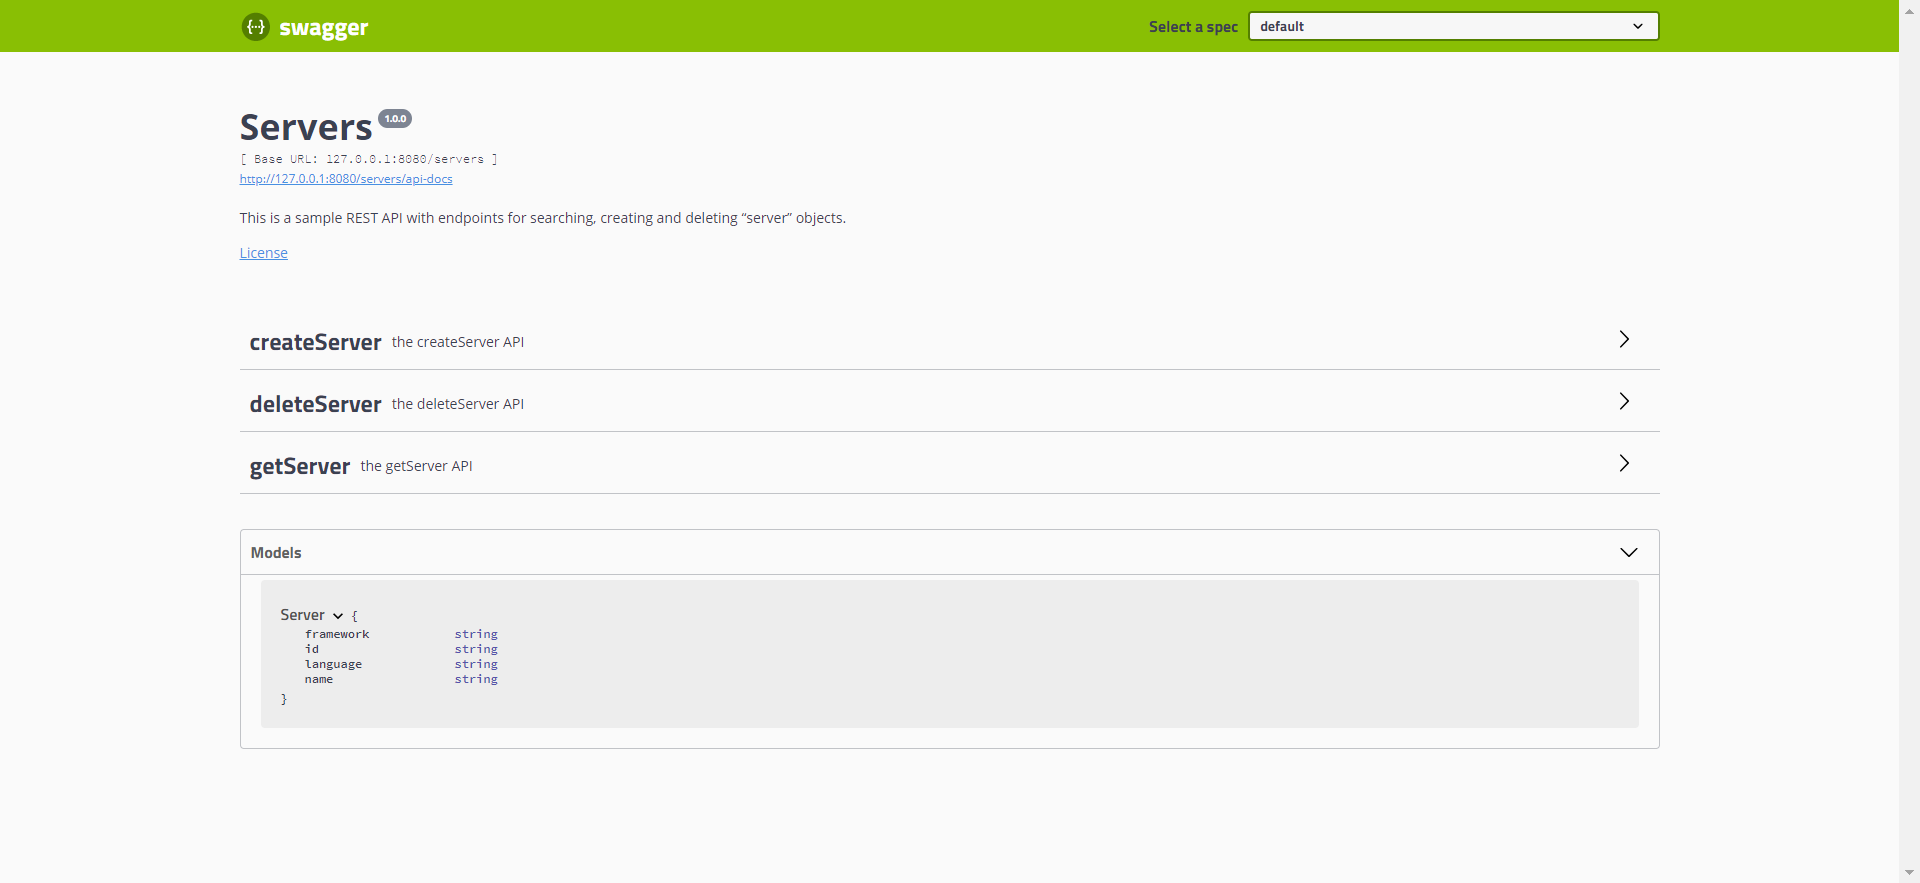 {...} swagger
Select a spec default
Servers 1.0.0
[ Base URL: 127.0.0.1:8080/servers ]
http://127.0.0.1:8080/servers/api-docs
This is a sample REST API with endpoints for searching, creating and deleting “server” objects.
License
createServer the createServer API
deleteServer the deleteServer API
getServer the getServer API
Models
Server {
framework string
id string
language string
name string
}